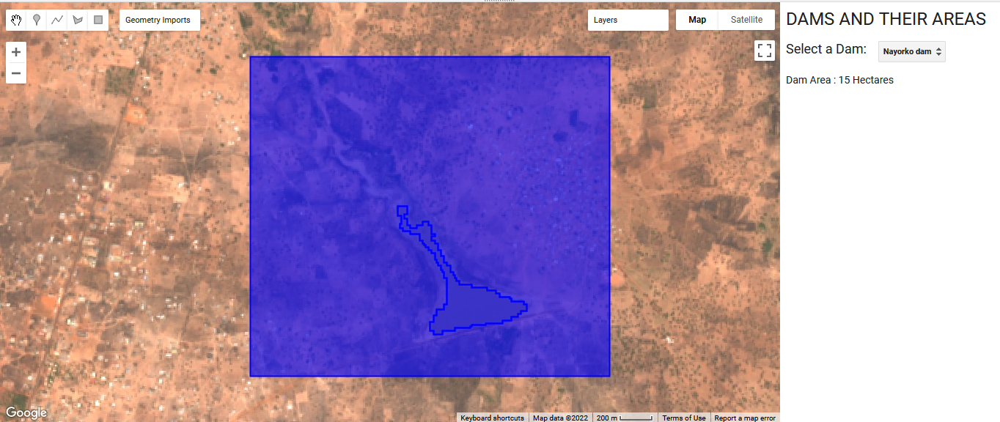 Geometry Imports
Layers
Map Satellite
DAMS AND THEIR AREAS
Select a Dam: Nayorko dam
Dam Area : 15 Hectares
+
−
Google
Keyboard shortcuts Map data ©2022 200 m Terms of Use Report a map error